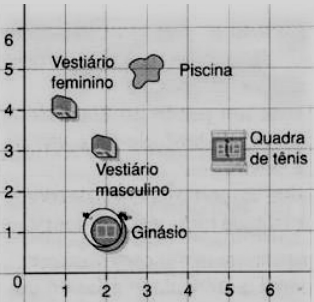 6
Vestiário
feminino
Piscina
5
4
Quadra
de tênis
3
Vestiário
masculino
2
Ginásio
1
0
1 2 3 4 5 6